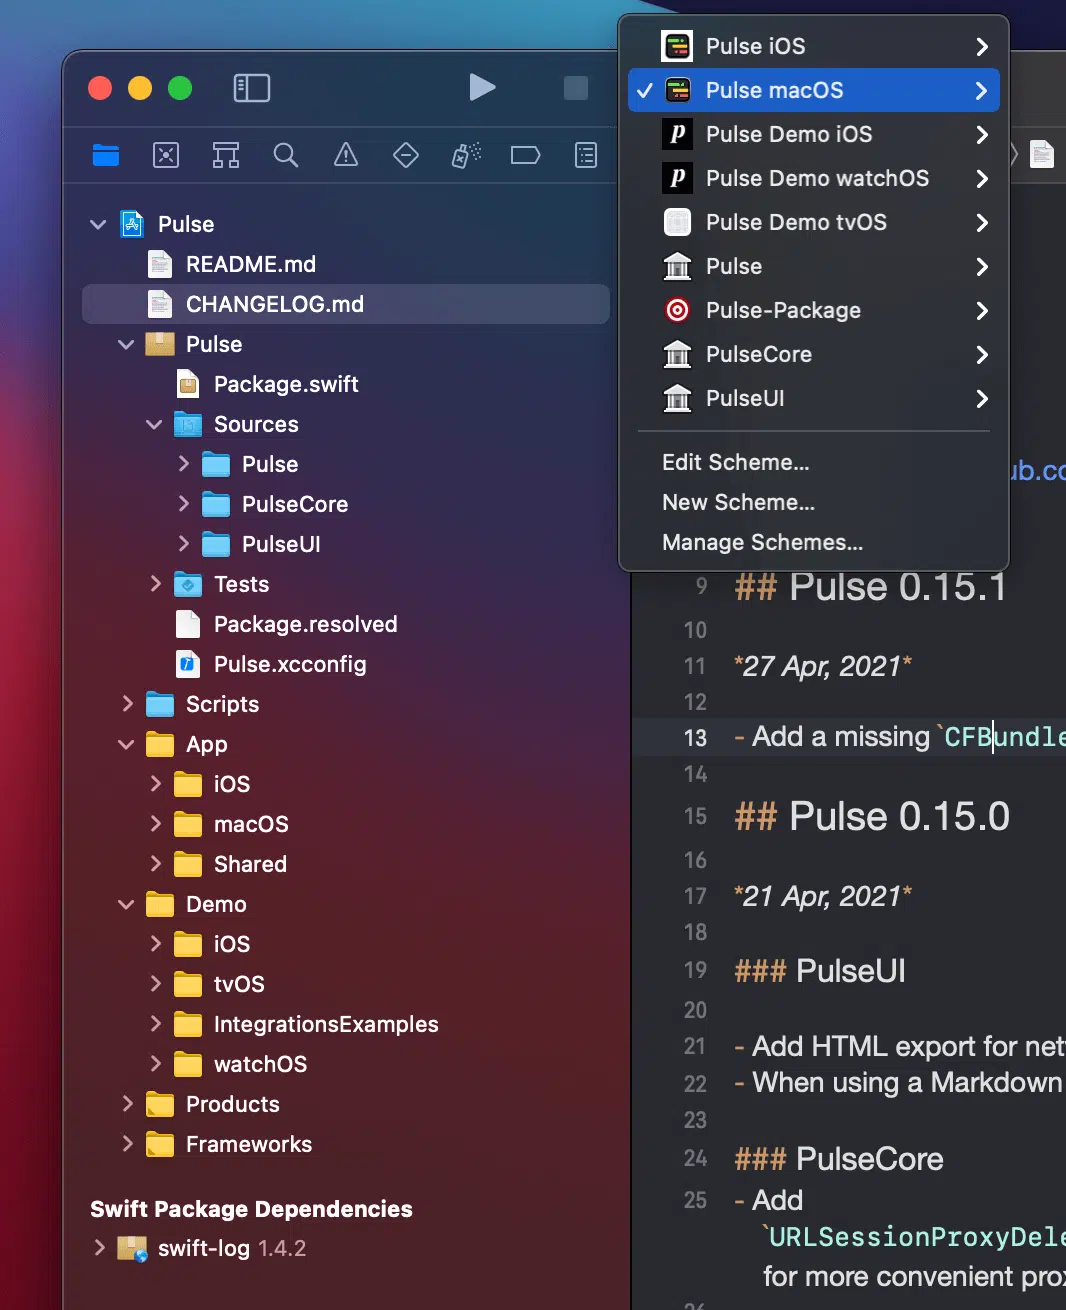 Pulse
README.md
CHANGELOG.md
Pulse
Package.swift
Sources
Pulse
PulseCore
PulseUI
Tests
Package.resolved
Pulse.xcconfig
Scripts
App
iOS
macOS
Shared
Demo
iOS
tvOS
IntegrationsExamples
watchOS
Products
Frameworks
Swift Package Dependencies
swift-log 1.4.2
Pulse iOS
✓ Pulse macOS
p Pulse Demo iOS
p Pulse Demo watchOS
Pulse Demo tvOS
Pulse
Pulse-Package
PulseCore
PulseUI
Edit Scheme...
New Scheme...
Manage Schemes...
ub.co
9 ## Pulse 0.15.1
10
11 *27 Apr, 2021*
12
13 - Add a missing `CFBundle
14
15 ## Pulse 0.15.0
16
17 *21 Apr, 2021*
18
19 ### PulseUI
20
21 - Add HTML export for net
22 - When using a Markdown
23
24 ### PulseCore
25 - Add
`URLSessionProxyDele
for more convenient prox